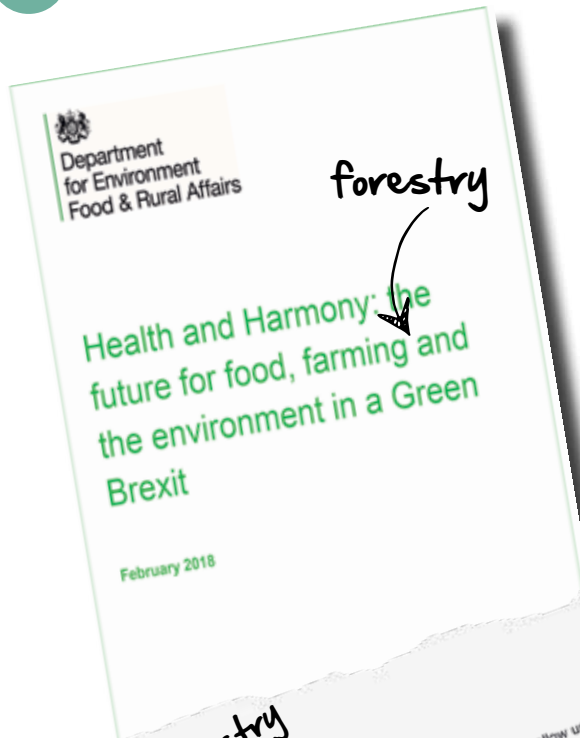 Department
for Environment
Food & Rural Affairs
forestry
Health and Harmony: the
future for food, farming and
the environment in a Green
Brexit
February 2018